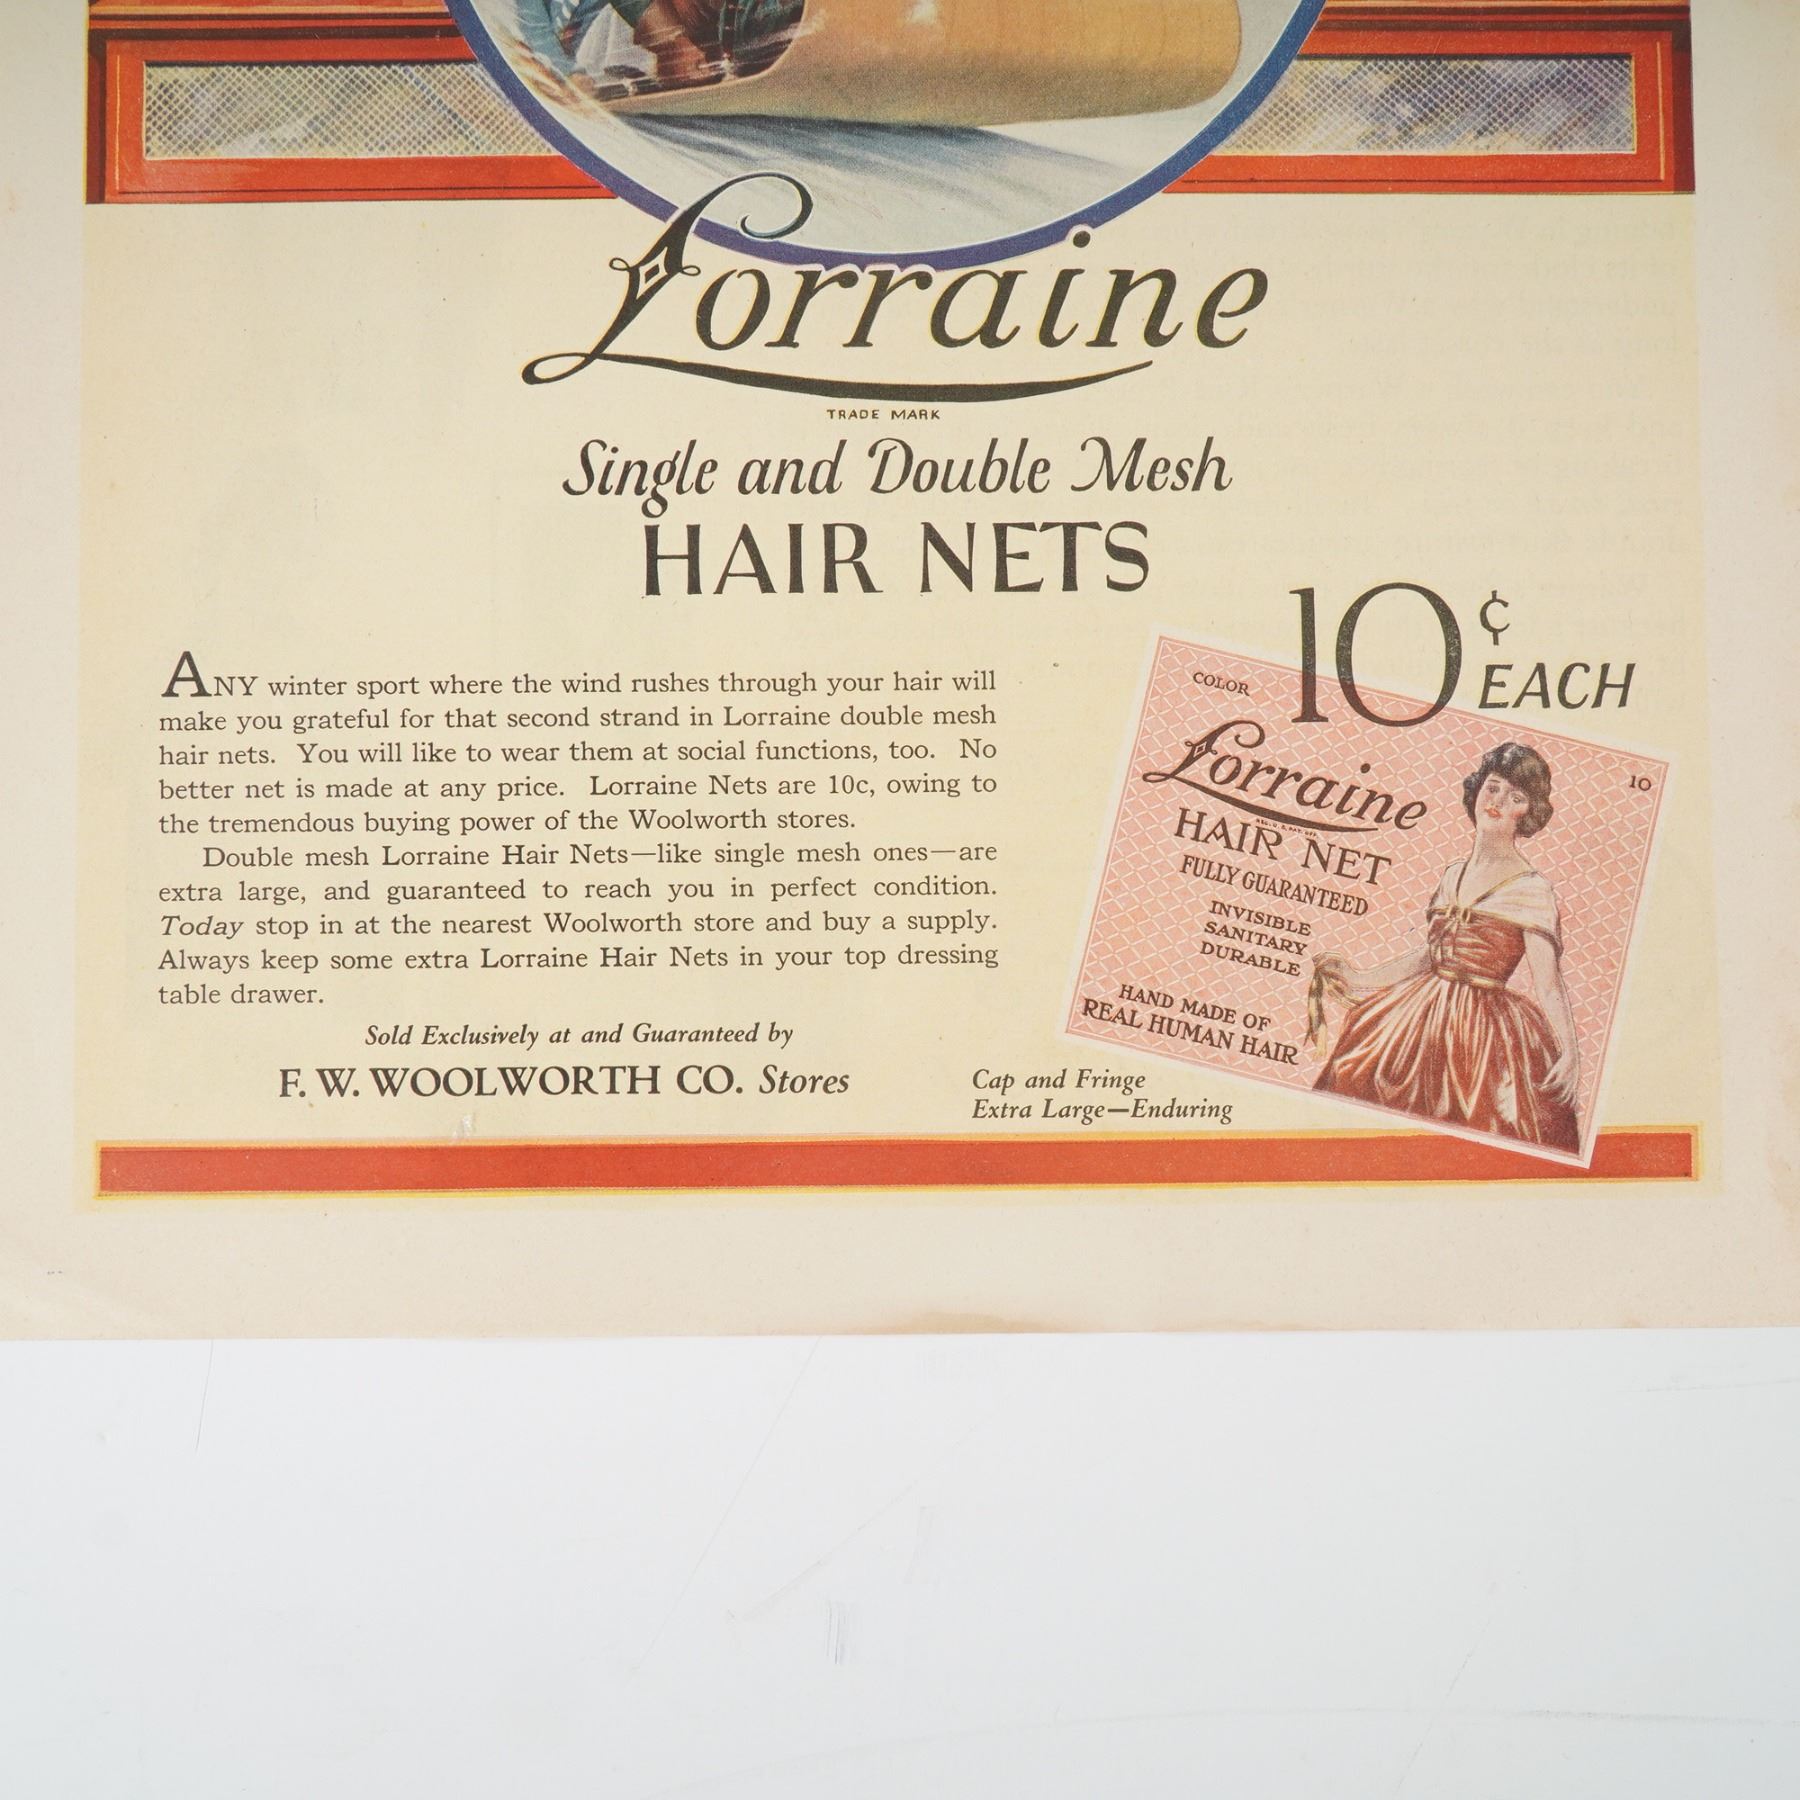 Lorraine
TRADE MARK
Single and Double Mesh
HAIR NETS
10¢
EACH
ANY winter sport where the wind rushes through your hair will
make you grateful for that second strand in Lorraine double mesh
hair nets. You will like to wear them at social functions, too. No
better net is made at any price. Lorraine Nets are 10c, owing to
the tremendous buying power of the Woolworth stores.
Double mesh Lorraine Hair Nets—like single mesh ones—are
extra large, and guaranteed to reach you in perfect condition.
Today stop in at the nearest Woolworth store and buy a supply.
Always keep some extra Lorraine Hair Nets in your top dressing
table drawer.
Sold Exclusively at and Guaranteed by
F. W. WOOLWORTH CO. Stores
COLOR
10
Lorraine
REG. U. S. PAT. OFF.
HAIR NET
FULLY GUARANTEED
INVISIBLE
SANITARY
DURABLE
HAND MADE OF
REAL HUMAN HAIR
Cap and Fringe
Extra Large—Enduring